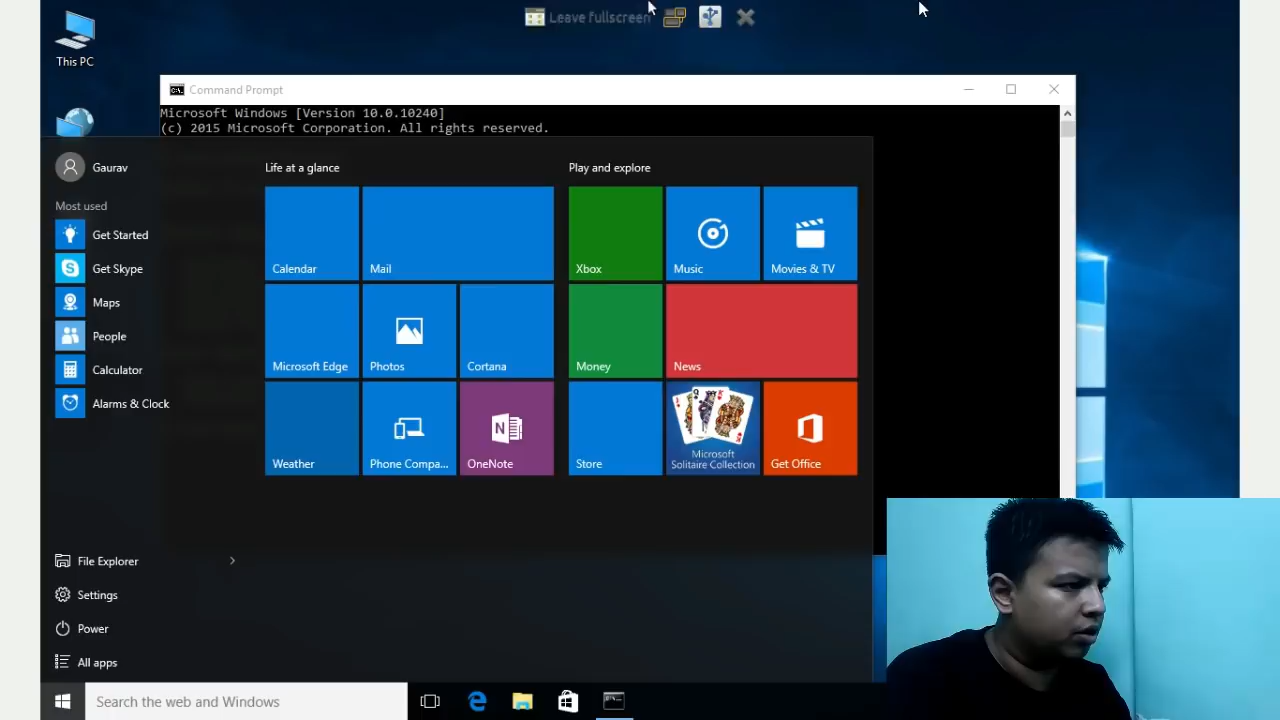 Leave fullscreen
This PC
Command Prompt
Microsoft Windows [Version 10.0.10240]
(c) 2015 Microsoft Corporation. All rights reserved.
Gaurav
Most used
Get Started
Get Skype
Maps
People
Calculator
Alarms & Clock
File Explorer
Settings
Power
All apps
Life at a glance
Calendar
Mail
Microsoft Edge
Photos
Cortana
Weather
Phone Compa...
OneNote
Play and explore
Xbox
Music
Movies & TV
Money
News
Store
Microsoft
Solitaire Collection
Get Office
Search the web and Windows